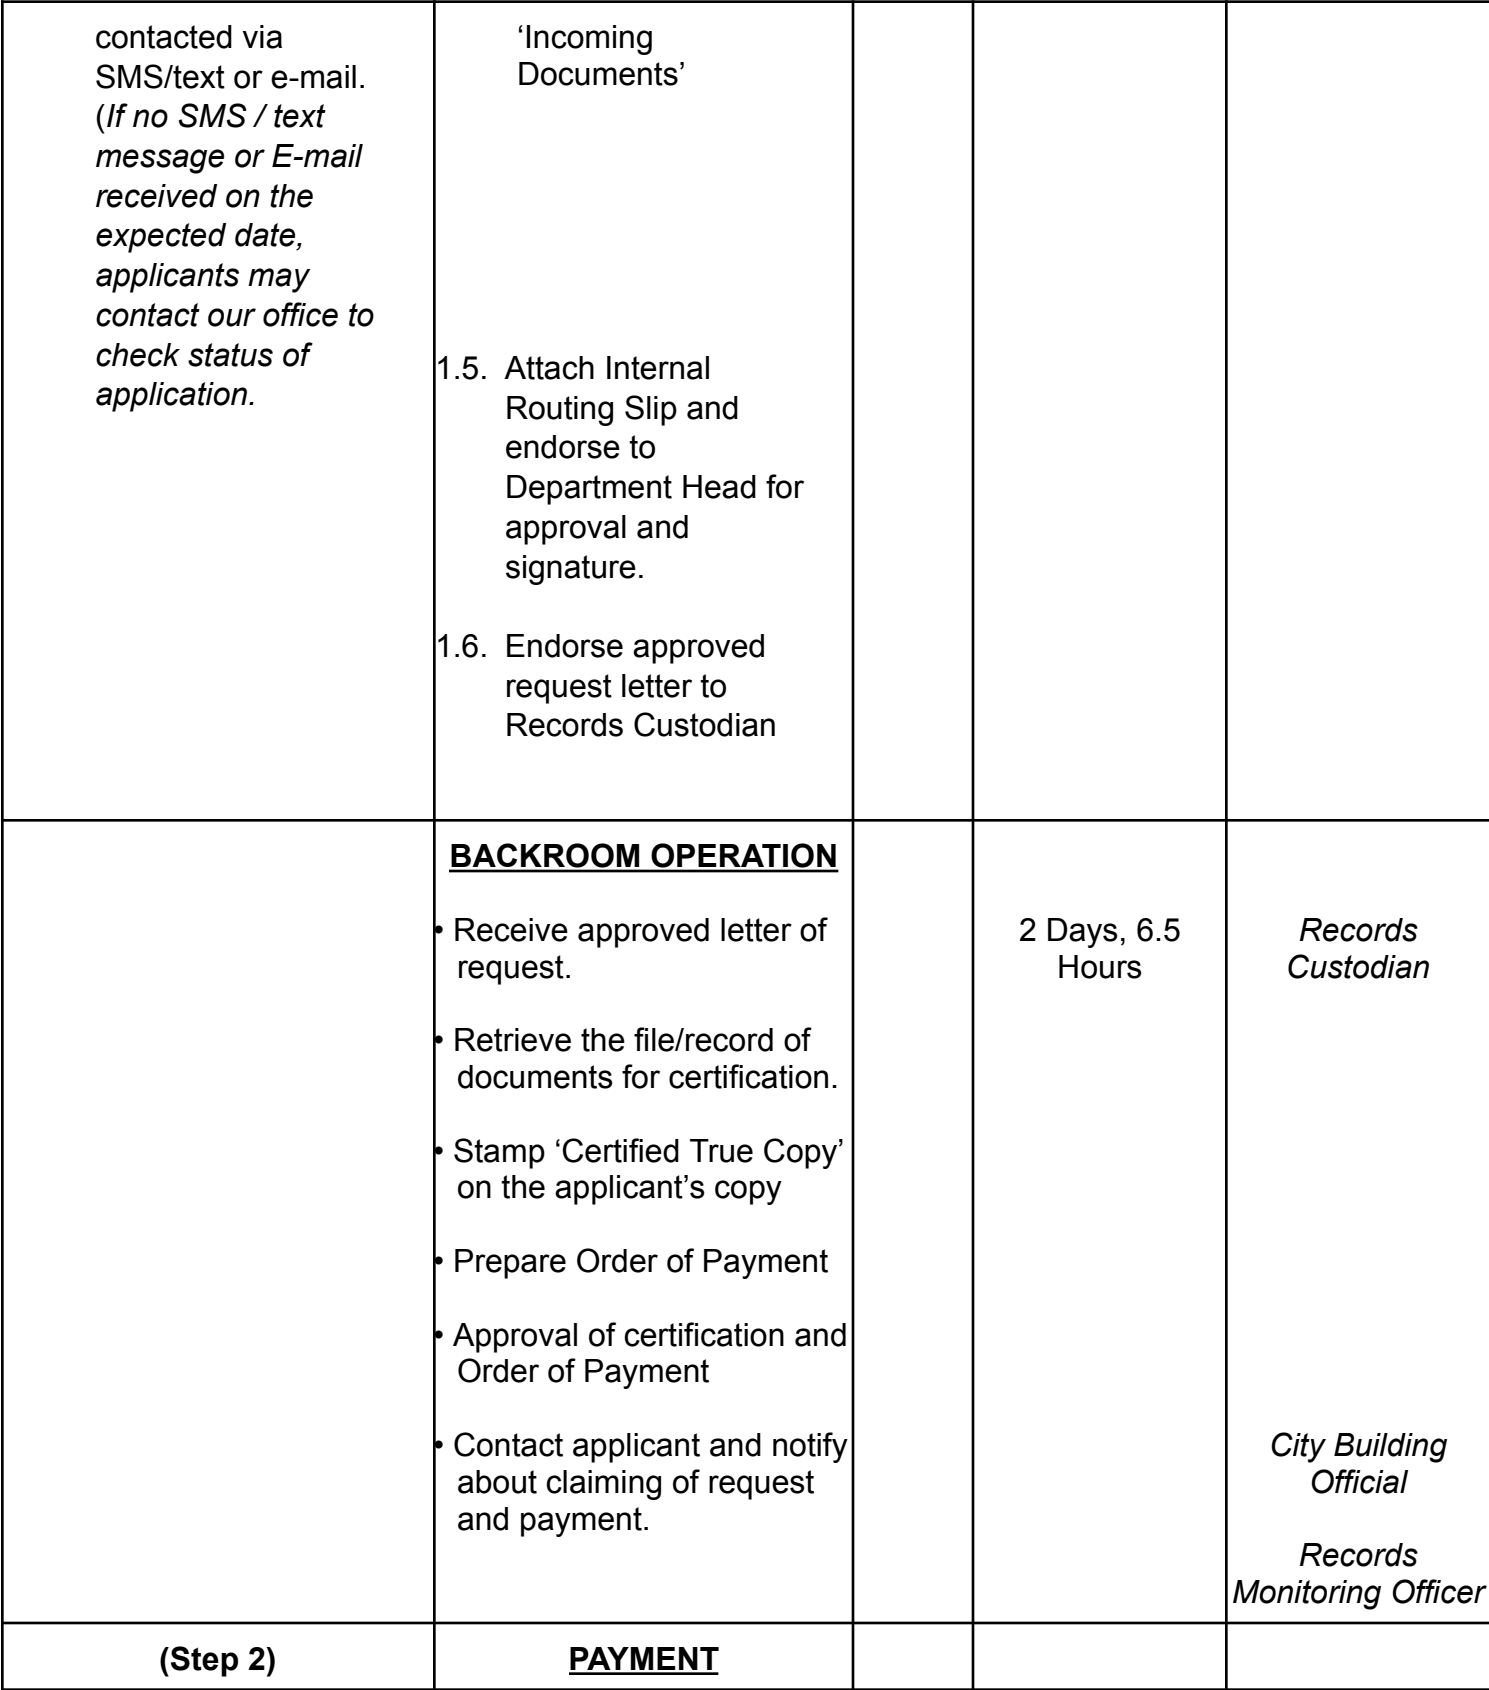 contacted via
SMS/text or e-mail.
(If no SMS / text
message or E-mail
received on the
expected date,
applicants may
contact our office to
check status of
application.
‘Incoming
Documents’
1.5. Attach Internal
Routing Slip and
endorse to
Department Head for
approval and
signature.
1.6. Endorse approved
request letter to
Records Custodian
BACKROOM OPERATION
• Receive approved letter of
request.
• Retrieve the file/record of
documents for certification.
• Stamp ‘Certified True Copy’
on the applicant’s copy
• Prepare Order of Payment
• Approval of certification and
Order of Payment
• Contact applicant and notify
about claiming of request
and payment.
2 Days, 6.5
Hours
Records
Custodian
City Building
Official
Records
Monitoring Officer
(Step 2)
PAYMENT